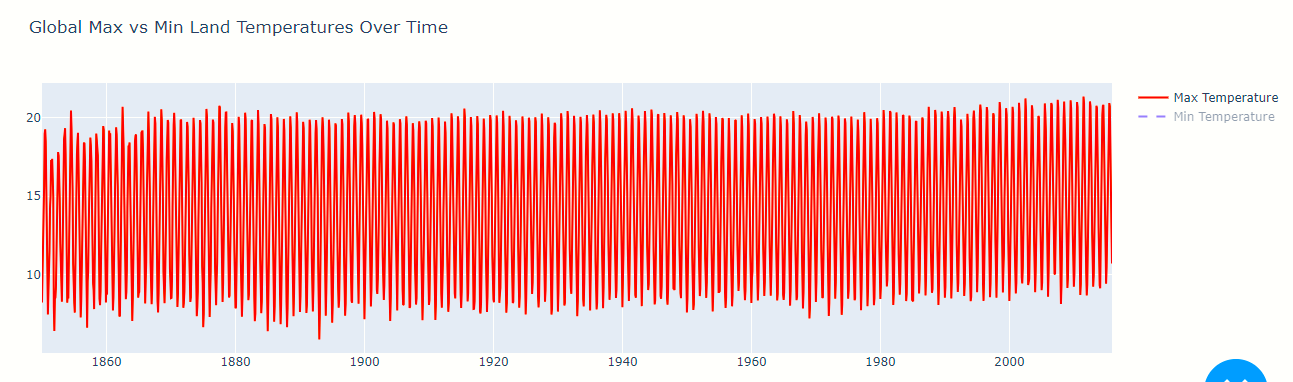 Global Max vs Min Land Temperatures Over Time
20
15
10
1860 1880 1900 1920 1940 1960 1980 2000
Max Temperature
Min Temperature